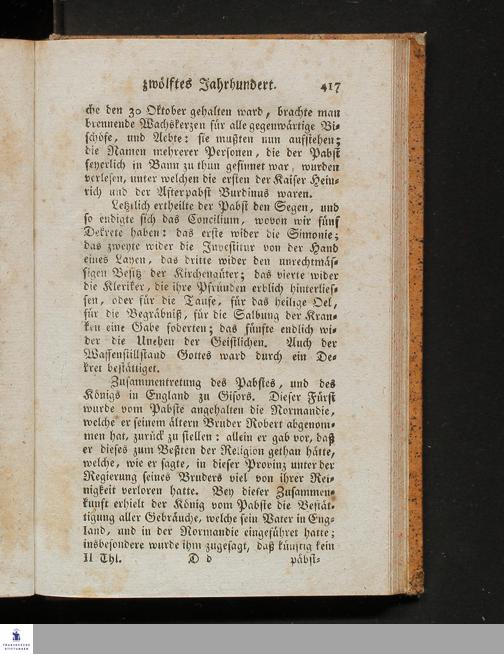 zwölftes Jahrhundert. 417
che den 30 Oktober gehalten ward, brachte man
brennende Wachskerzen für alle gegenwärtige Bi-
schöfe, und Aebte: sie mußten nun aufstehen;
die Namen mehrerer Personen, die der Pabst
feyerlich in Bann zu thun gesinnet war, wurden
verlesen, unter welchen die ersten der Kaiser Hein-
rich und der Afterpabst Burdinus waren.
Letzlich ertheilte der Pabst den Segen, und
so endigte sich das Concilium, wovon wir fünf
Dekrete haben: das erste wider die Simonie;
das zweyte wider die Investitur von der Hand
eines Layen, das dritte wider den unrechtmäs-
sigen Besitz der Kirchengüter; das vierte wider
die Kleriker, die ihre Pfründen erblich hinterlies-
sen, oder für die Taufe, für das heilige Oel,
für die Begräbniß, für die Salbung der Kran-
ken eine Gabe foderten; das fünfte endlich wi-
der die Unehen der Geistlichen. Auch der
Waffenstillstand Gottes ward durch ein De-
kret bestättiget.
Zusammentretung des Pabstes, und des
Königs in England zu Gisors. Dieser Fürst
wurde vom Pabste angehalten die Normandie,
welche er seinem ältern Bruder Robert abgenom-
men hat, zurück zu stellen: allein er gab vor, daß
er dieses zum Beßten der Religion gethan hätte,
welche, wie er sagte, in dieser Provinz unter der
Regierung seines Bruders viel von ihrer Rei-
nigkeit verloren hatte. Bey dieser Zusammen-
kunft erhielt der König vom Pabste die Bestät-
tigung aller Gebräuche, welche sein Vater in Eng-
land, und in der Normandie eingeführet hatte;
insbesondere wurde ihm zugesagt, daß künftig kein
II Thl. D d päbst-
FRANCKESCHE
STIFTUNGEN